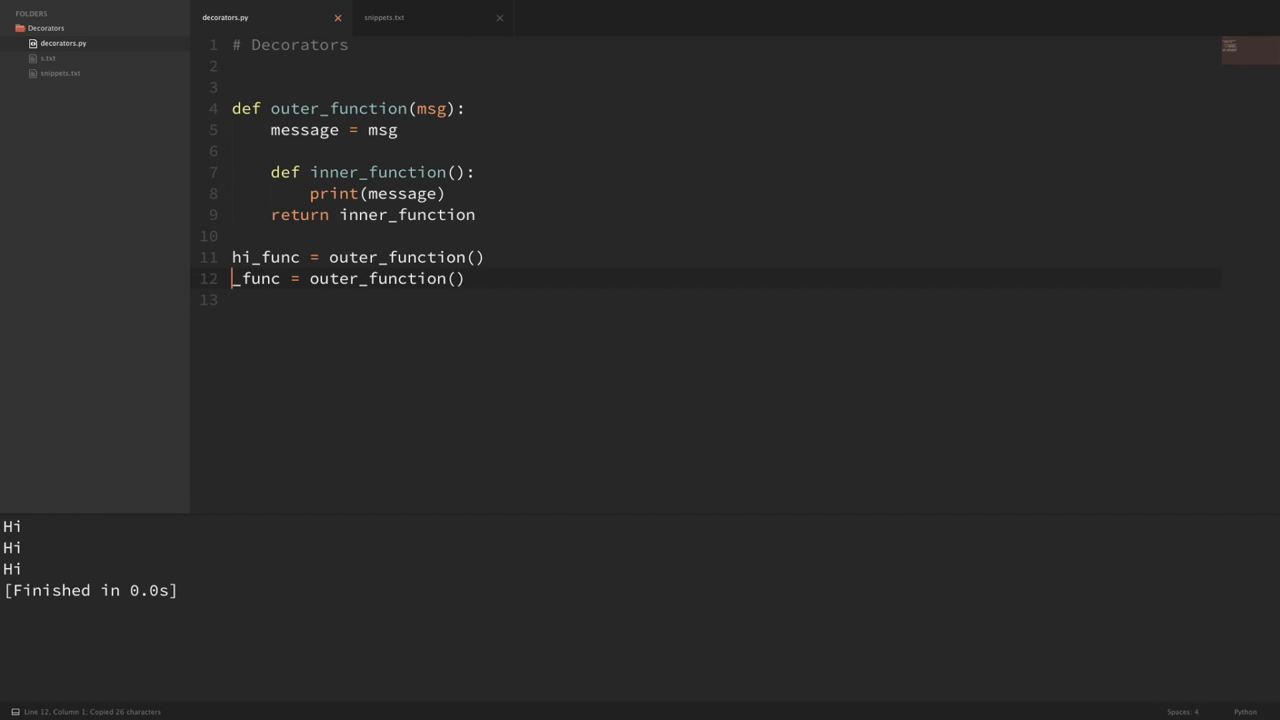 FOLDERS
Decorators
decorators.py
s.txt
snippets.txt
decorators.py
snippets.txt
1 # Decorators
2
3
4 def outer_function(msg):
5     message = msg
6
7     def inner_function():
8         print(message)
9     return inner_function
10
11 hi_func = outer_function()
12 _func = outer_function()
13
Hi
Hi
Hi
[Finished in 0.0s]
Line 12, Column 1; Copied 26 characters
Spaces: 4
Python